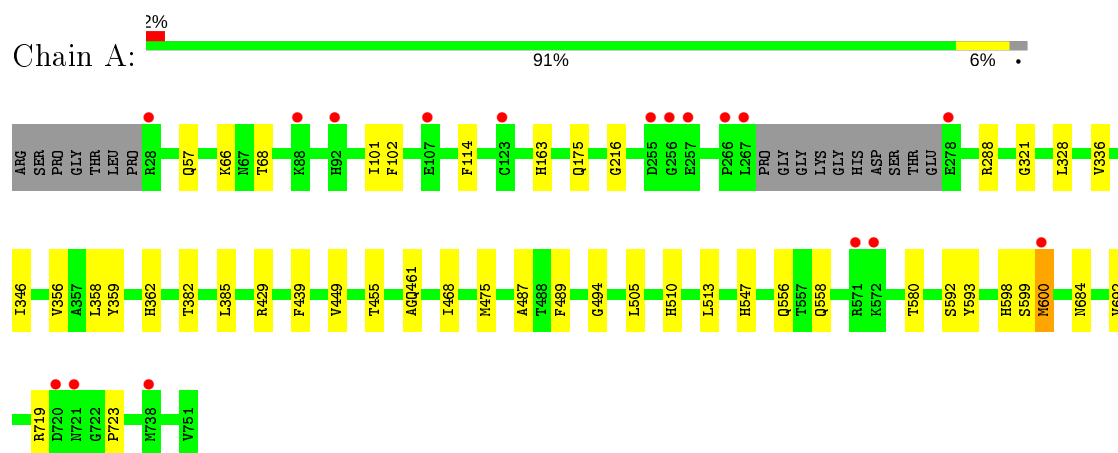 2%
Chain A:
91%
6%
ARG SER PRO GLY THR LEU PRO R28 Q57 K66 N67 T68 K88 H92 I101 F102 E107 F114 C123 H163 Q175 G216 D255 G256 E257 P266 L267 PRO GLY GLY LYS GLY HIS ASP SER THR GLU E278 R288 G321 L328 V336
I346 V356 A357 L358 Y359 H362 T382 L385 R429 F439 V449 T455 AGQ461 I468 M475 A487 T488 F489 G494 L505 H510 L513 H547 Q556 T557 Q558 R571 K572 T580 S592 Y593 H598 S599 M600 N684
R719 D720 N721 G722 P723 M738 V751